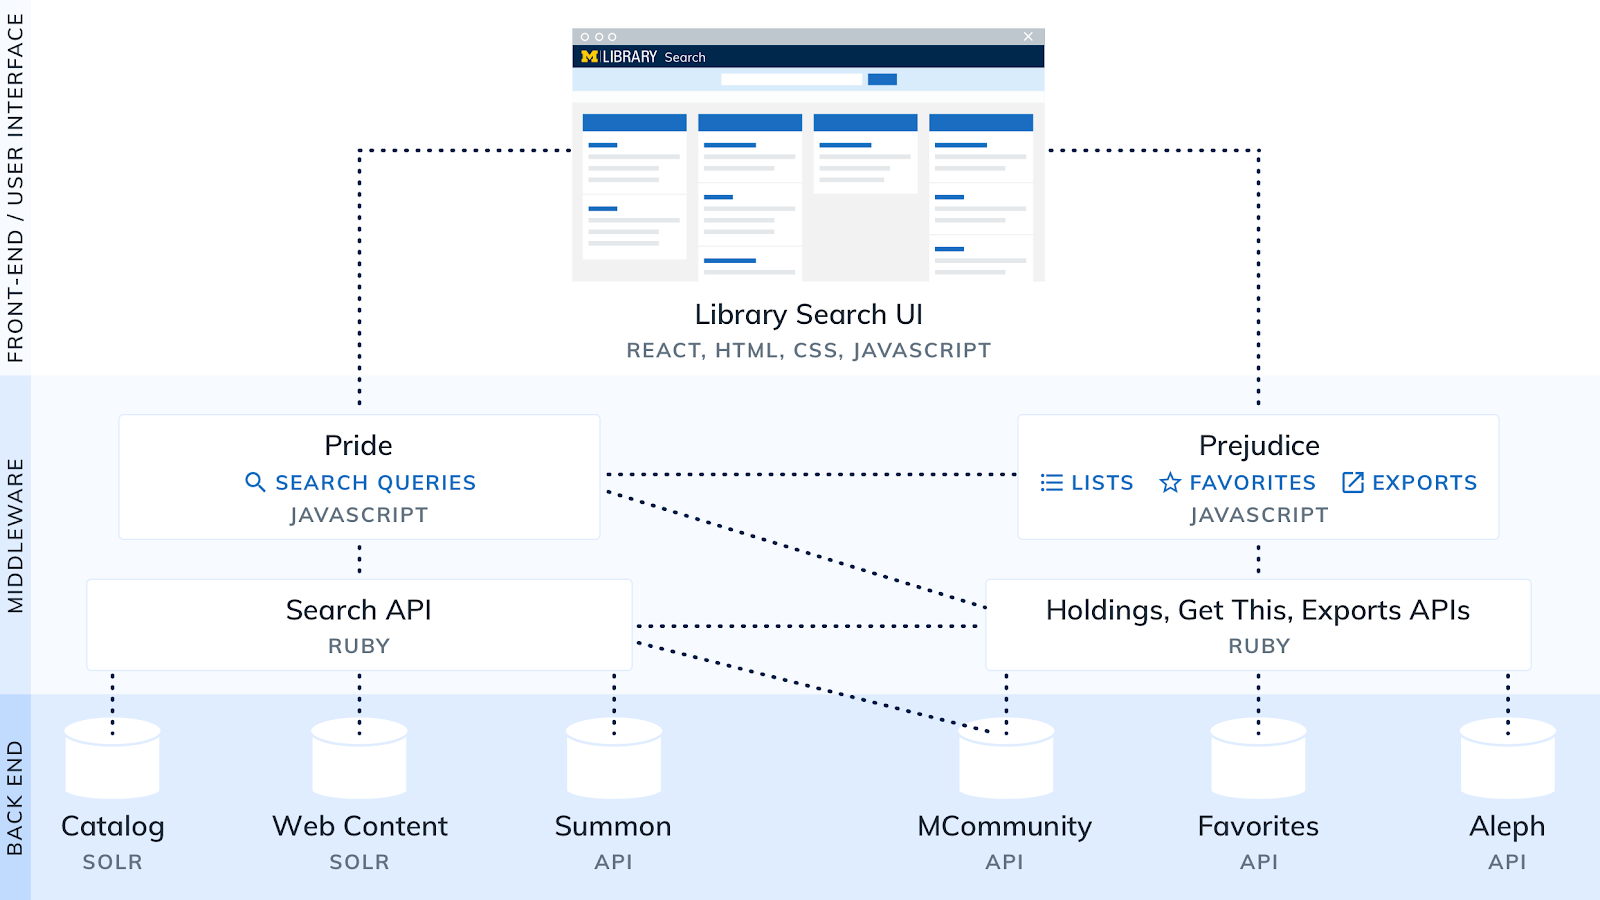 FRONT-END / USER INTERFACE
M LIBRARY Search
Library Search UI
REACT, HTML, CSS, JAVASCRIPT
MIDDLEWARE
Pride
SEARCH QUERIES
JAVASCRIPT
Prejudice
LISTS FAVORITES EXPORTS
JAVASCRIPT
Search API
RUBY
Holdings, Get This, Exports APIs
RUBY
BACK END
Catalog
SOLR
Web Content
SOLR
Summon
API
MCommunity
API
Favorites
API
Aleph
API